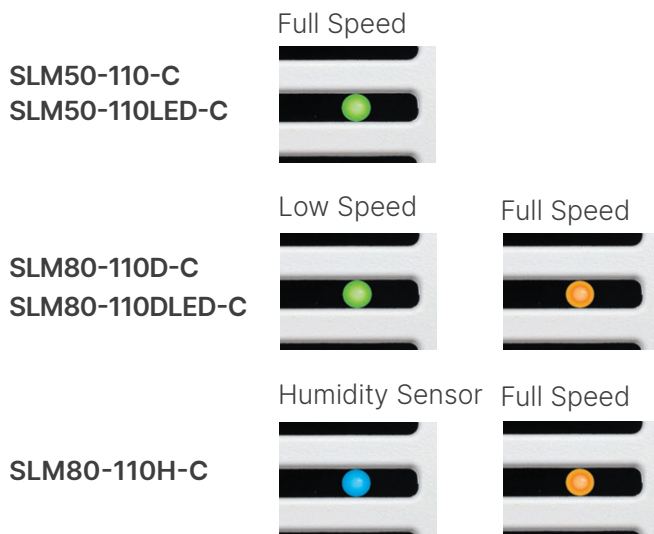 Full Speed
SLM50-110-C
SLM50-110LED-C
Low Speed Full Speed
SLM80-110D-C
SLM80-110DLED-C
Humidity Sensor Full Speed
SLM80-110H-C